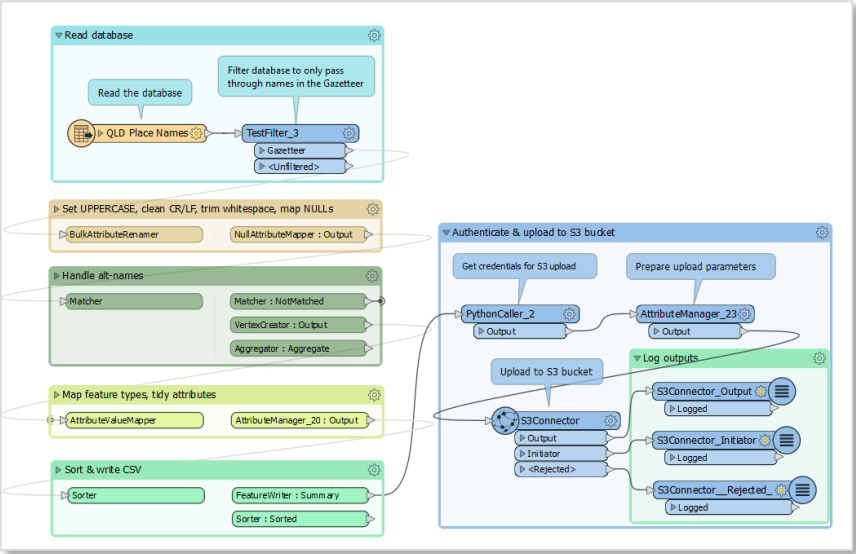 Read database
Read the database
Filter database to only pass
through names in the Gazetteer
QLD Place Names
TestFilter_3
Gazetteer
<Unfiltered>
Set UPPERCASE, clean CR/LF, trim whitespace, map NULLs
BulkAttributeRenamer
NullAttributeMapper : Output
Handle alt-names
Matcher
Matcher : NotMatched
VertexCreator : Output
Aggregator : Aggregate
Map feature types, tidy attributes
AttributeValueMapper
AttributeManager_20 : Output
Sort & write CSV
Sorter
FeatureWriter : Summary
Sorter : Sorted
Authenticate & upload to S3 bucket
Get credentials for S3 upload
Prepare upload parameters
PythonCaller_2
Output
AttributeManager_23
Output
Upload to S3 bucket
S3Connector
Output
Initiator
<Rejected>
Log outputs
S3Connector_Output
Logged
S3Connector_Initiator
Logged
S3Connector__Rejected_
Logged